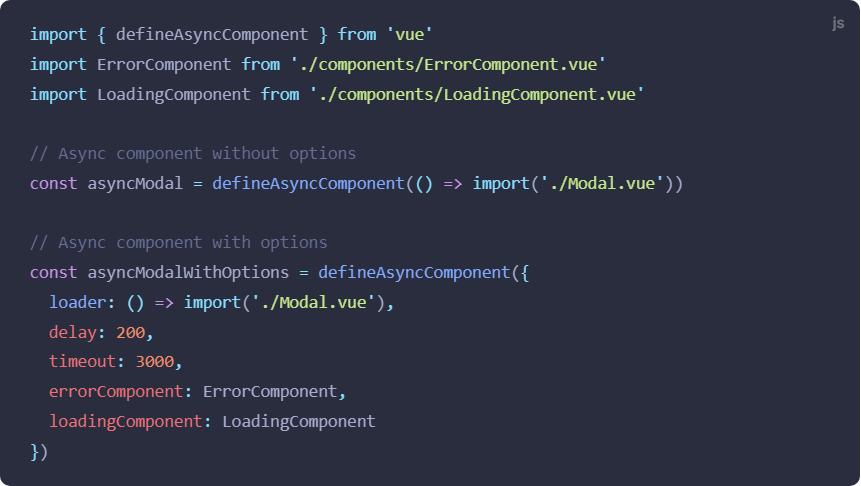 js
import { defineAsyncComponent } from 'vue'
import ErrorComponent from './components/ErrorComponent.vue'
import LoadingComponent from './components/LoadingComponent.vue'

// Async component without options
const asyncModal = defineAsyncComponent(() => import('./Modal.vue'))

// Async component with options
const asyncModalWithOptions = defineAsyncComponent({
  loader: () => import('./Modal.vue'),
  delay: 200,
  timeout: 3000,
  errorComponent: ErrorComponent,
  loadingComponent: LoadingComponent
})